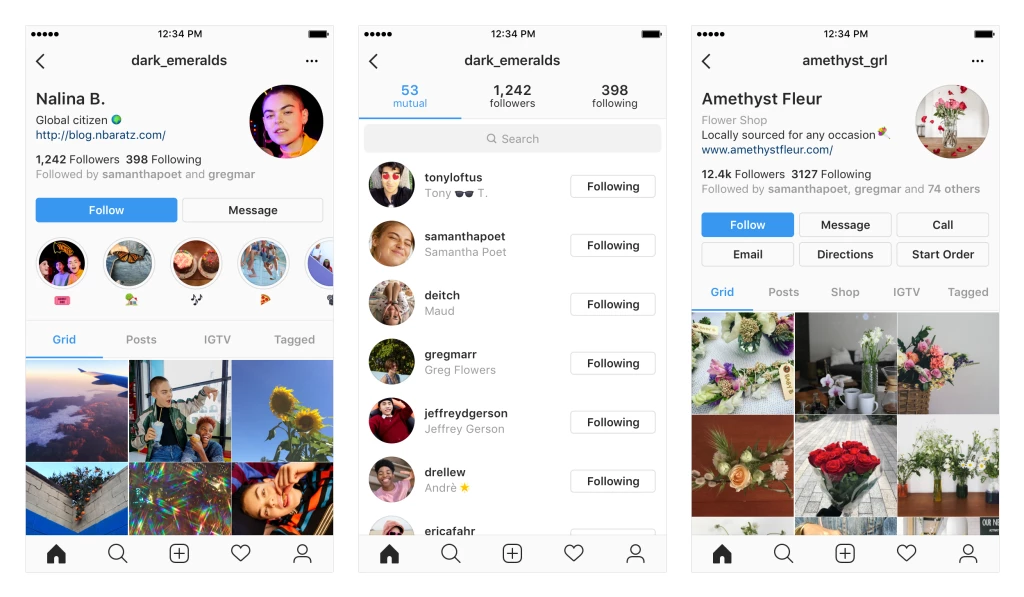 12:34 PM
dark_emeralds
Nalina B.
Global citizen
http://blog.nbaratz.com/
1,242 Followers 398 Following
Followed by samanthapoet and gregmar
Follow Message
Grid Posts IGTV Tagged
12:34 PM
dark_emeralds
53 1,242 398
mutual followers following
Search
tonyloftus
Tony 🕶️ T.
Following
samanthapoet
Samantha Poet
Following
deitch
Maud
Following
gregmarr
Greg Flowers
Following
jeffreydgerson
Jeffrey Gerson
Following
drellew
Andrè ⭐
Following
ericafahr
12:34 PM
amethyst_grl
Amethyst Fleur
Flower Shop
Locally sourced for any occasion
www.amethystfleur.com/
12.4k Followers 3127 Following
Followed by samanthapoet, gregmar and 74 others
Follow Message Call
Email Directions Start Order
Grid Posts Shop IGTV Tagged